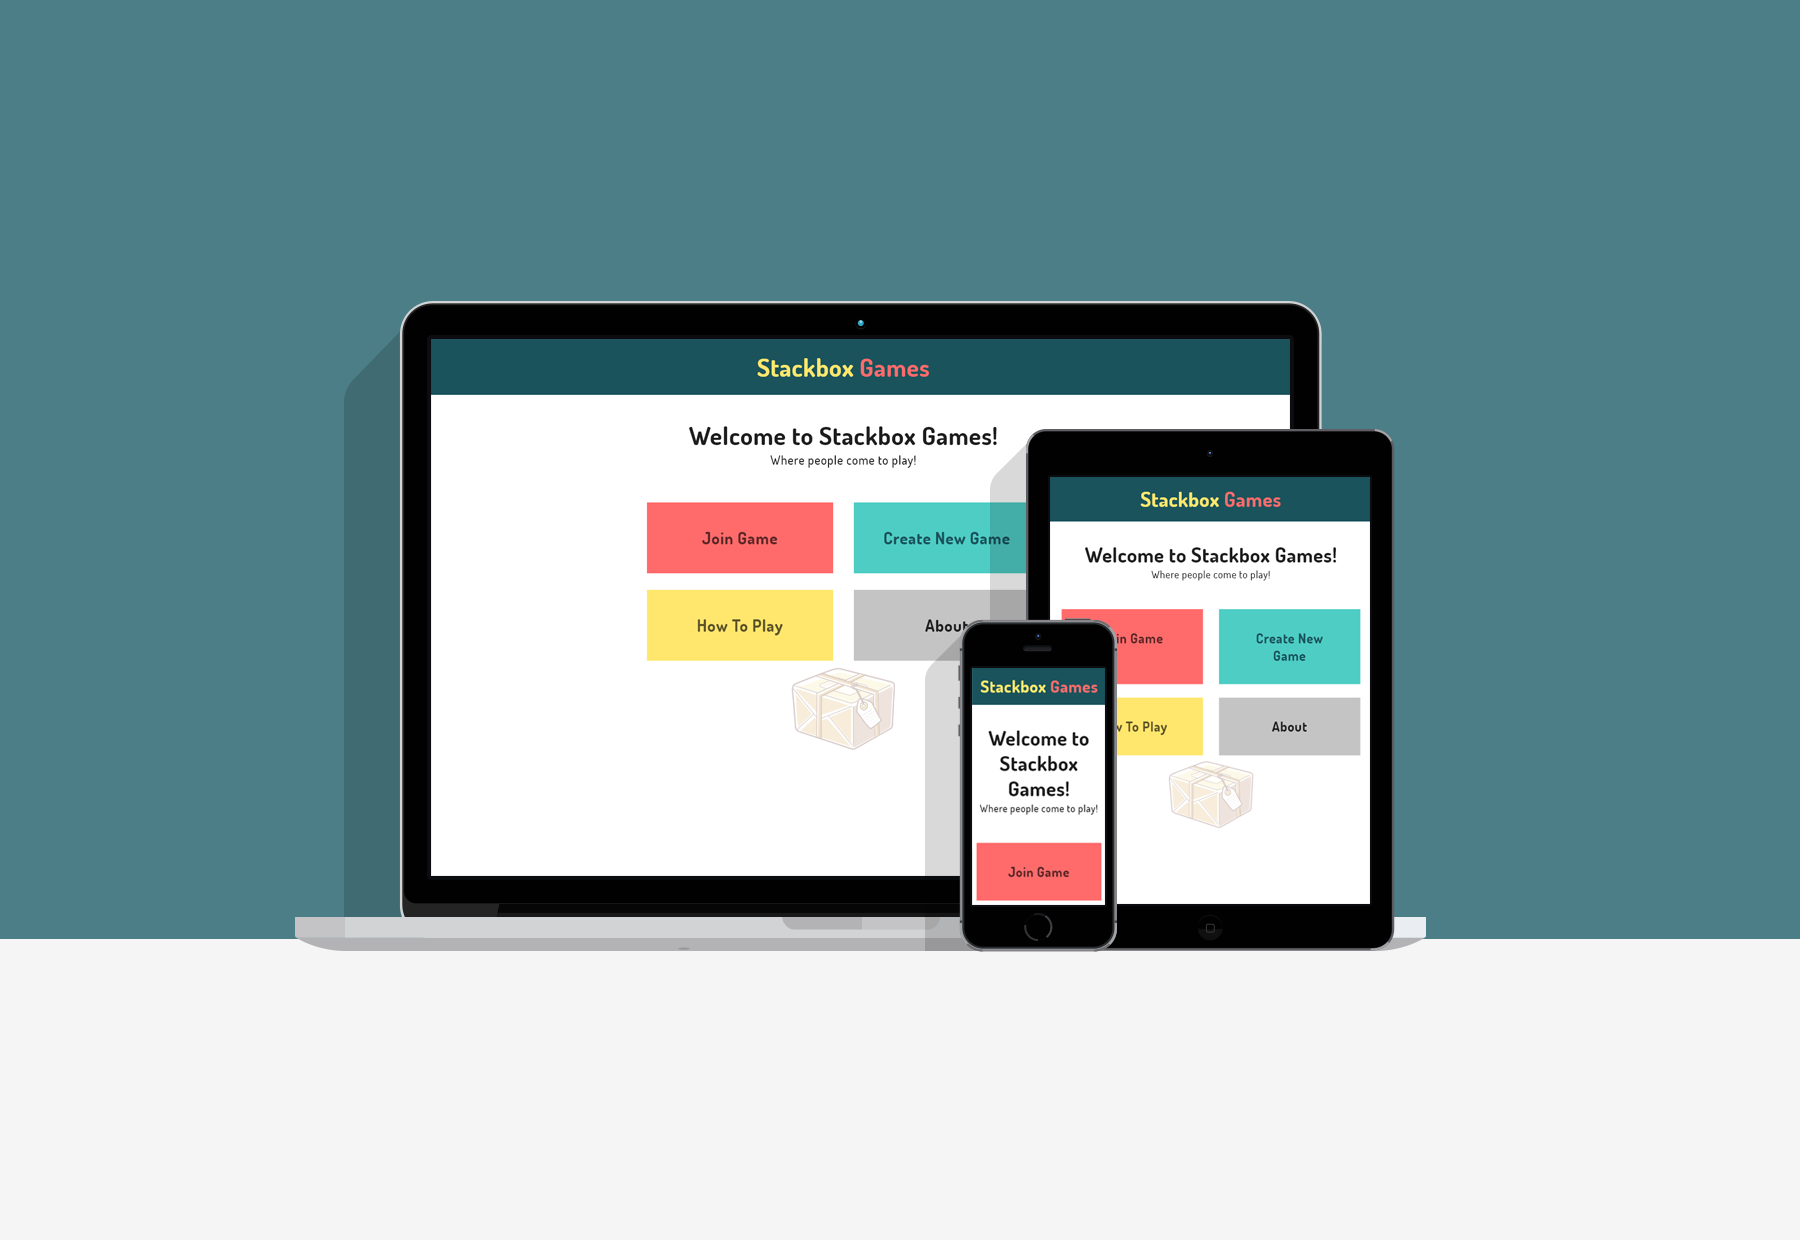 Stackbox Games
Welcome to Stackbox Games!
Where people come to play!
Join Game
Create New Game
How To Play
About
Stackbox Games
Welcome to Stackbox Games!
Where people come to play!
in Game
Create New
Game
To Play
About
Stackbox Games
Welcome to
Stackbox
Games!
Where people come to play!
Join Game